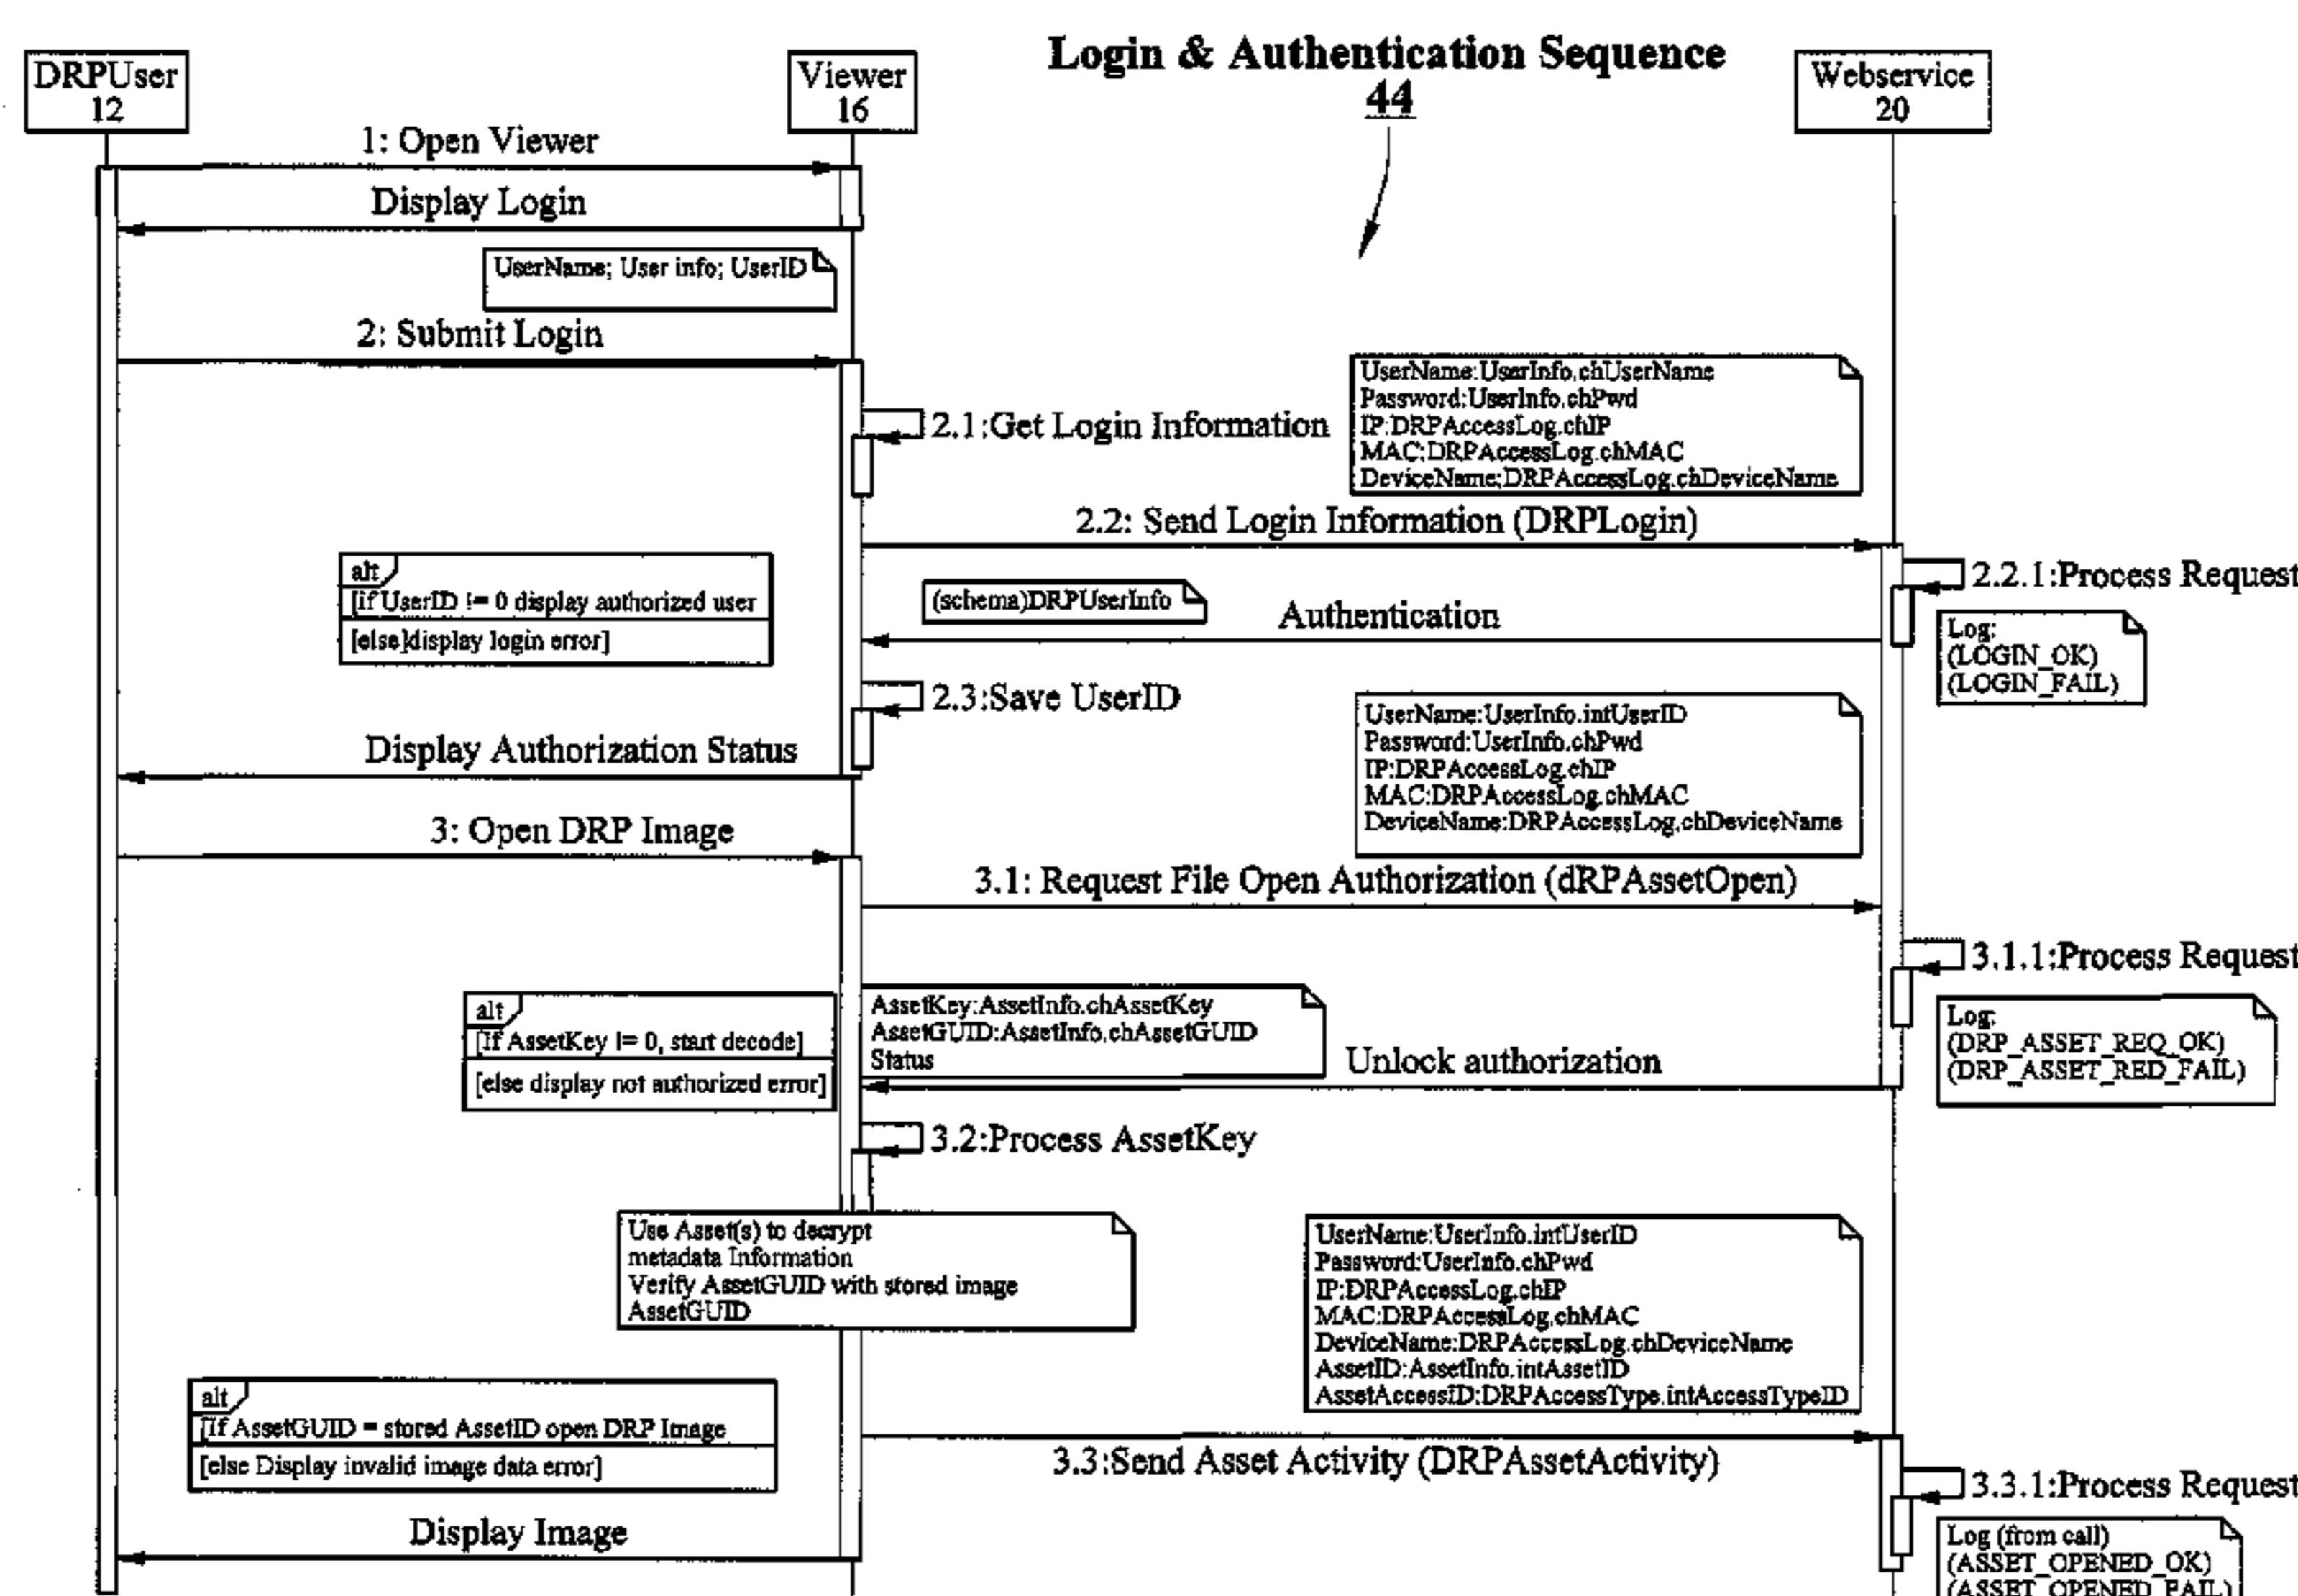 Login & Authentication Sequence
44
DRPUser
12
Viewer
16
Webservice
20
1: Open Viewer
Display Login
UserName; User info; UserID
2: Submit Login
UserName:UserInfo.chUserName
Password:UserInfo.chPwd
IP:DRPAccessLog.chIP
MAC:DRPAccessLog.chMAC
DeviceName:DRPAccessLog.chDeviceName
2.1:Get Login Information
2.2: Send Login Information (DRPLogin)
alt
[if UserID != 0 display authorized user
[else]display login error]
(schema)DRPUserInfo
Authentication
2.2.1:Process Request
Log:
(LOGIN_OK)
(LOGIN_FAIL)
2.3:Save UserID
Display Authorization Status
UserName:UserInfo.intUserID
Password:UserInfo.chPwd
IP:DRPAccessLog.chIP
MAC:DRPAccessLog.chMAC
DeviceName:DRPAccessLog.chDeviceName
3: Open DRP Image
3.1: Request File Open Authorization (dRPAssetOpen)
3.1.1:Process Request
Log:
(DRP_ASSET_REQ_OK)
(DRP_ASSET_RED_FAIL)
alt
[If AssetKey != 0, start decode]
[else display not authorized error]
AssetKey:AssetInfo.chAssetKey
AssetGUID:AssetInfo.chAssetGUID
Status
Unlock authorization
3.2:Process AssetKey
Use Asset(s) to decrypt
metadata Information
Verify AssetGUID with stored image
AssetGUID
UserName:UserInfo.intUserID
Password:UserInfo.chPwd
IP:DRPAccessLog.chIP
MAC:DRPAccessLog.chMAC
DeviceName:DRPAccessLog.chDeviceName
AssetID:AssetInfo.intAssetID
AssetAccessID:DRPAccessType.intAccessTypeID
alt
[If AssetGUID = stored AssetID open DRP Image
[else Display invalid image data error]
3.3:Send Asset Activity (DRPAssetActivity)
3.3.1:Process Request
Log (from call)
(ASSET_OPENED_OK)
(ASSET_OPENED_FAIL)
Display Image